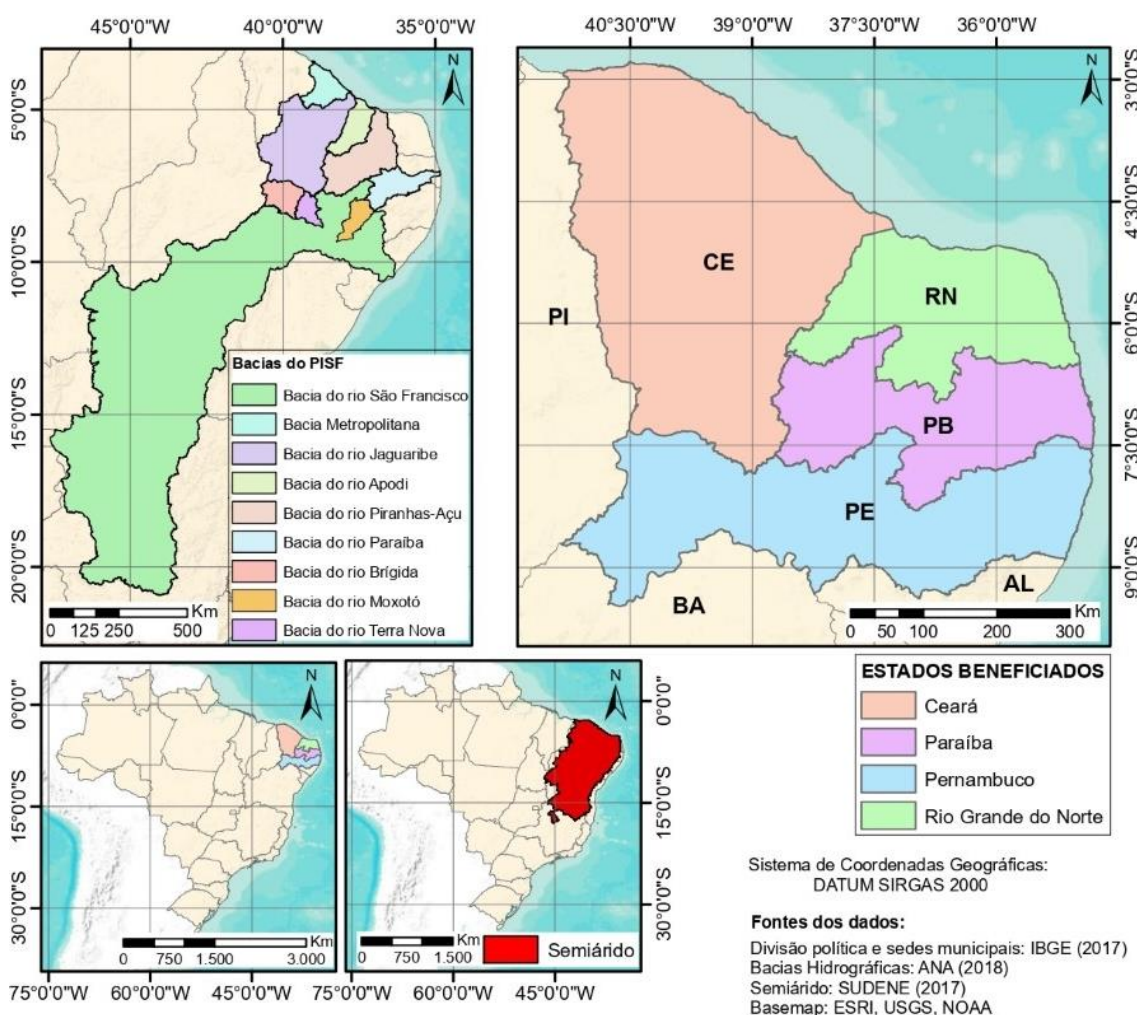 45°0'0"W 40°0'0"W 35°0'0"W
5°0'0"S
10°0'0"S
15°0'0"S
20°0'0"S
N
Bacias do PISF
Bacia do rio São Francisco
Bacia Metropolitana
Bacia do rio Jaguaribe
Bacia do rio Apodi
Bacia do rio Piranhas-Açu
Bacia do rio Paraíba
Bacia do rio Brígida
Bacia do rio Moxotó
Bacia do rio Terra Nova
Km
0 125 250 500
40°30'0"W 39°0'0"W 37°30'0"W 36°0'0"W
N
3°0'0"S
4°30'0"S
6°0'0"S
7°30'0"S
9°0'0"S
CE
RN
PI
PB
PE
BA
AL
Km
0 50 100 200 300
0°0'0"
15°0'0"S
30°0'0"S
N
Km
0 750 1.500 3.000
75°0'0"W 60°0'0"W 45°0'0"W
N
0°0'0"
15°0'0"S
30°0'0"S
Km
0 750 1.500
Semiárido
75°0'0"W 60°0'0"W 45°0'0"W
ESTADOS BENEFICIADOS
Ceará
Paraíba
Pernambuco
Rio Grande do Norte
Sistema de Coordenadas Geográficas:
DATUM SIRGAS 2000
Fontes dos dados:
Divisão política e sedes municipais: IBGE (2017)
Bacias Hidrográficas: ANA (2018)
Semiárido: SUDENE (2017)
Basemap: ESRI, USGS, NOAA